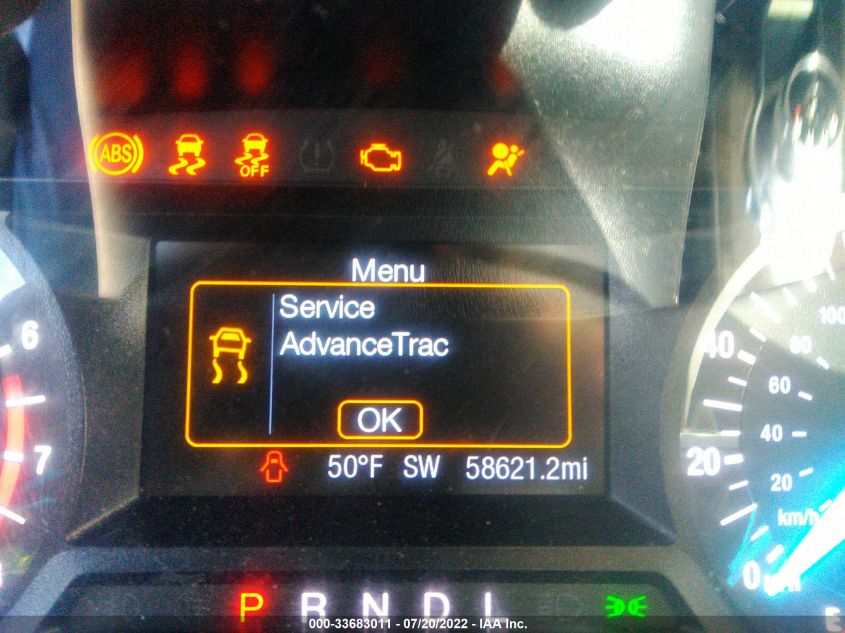 ABS
OFF
Menu
Service
AdvanceTrac
OK
50°F SW 58621.2mi
6
7
100
40
80
60
40
20
20
km/h
0
P R N D L
E
000-33683011 - 07/20/2022 - IAA Inc.